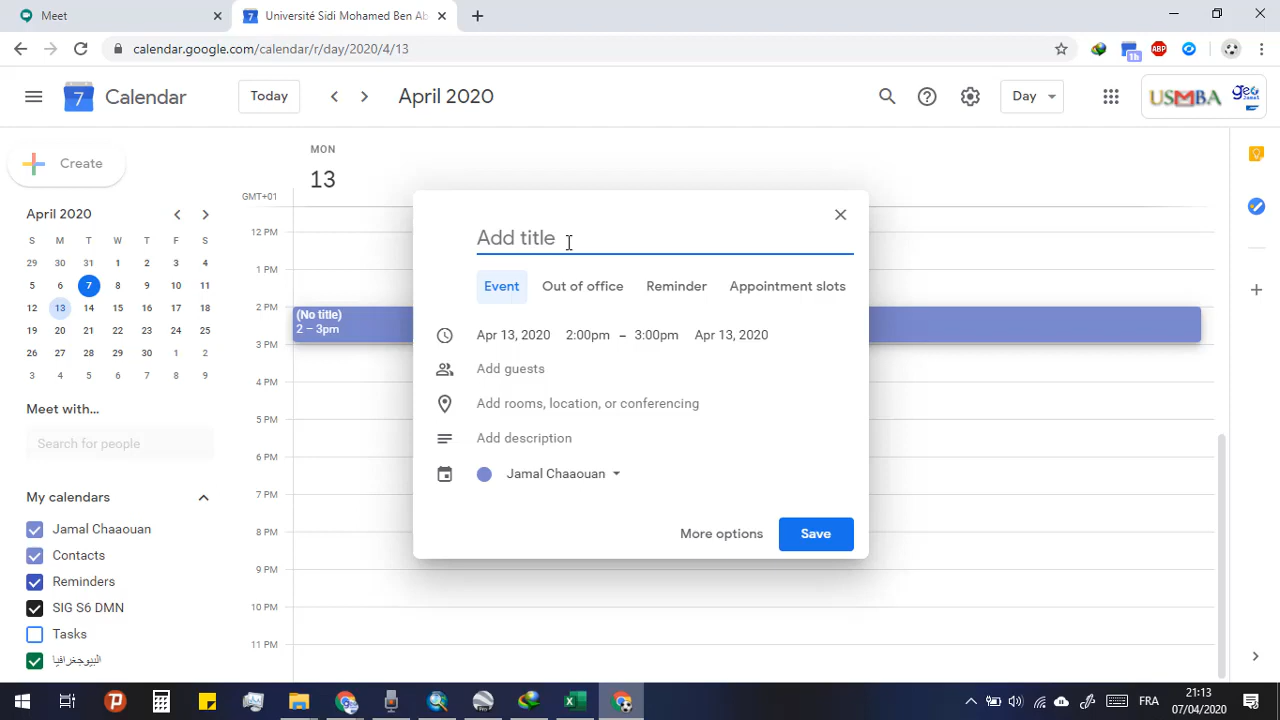 Meet
Université Sidi Mohamed Ben Ab
calendar.google.com/calendar/r/day/2020/4/13
1h
ABP
7
Calendar
Today
April 2020
Day
USMBA
geo
Jamal
Create
MON
13
GMT+01
April 2020
S M T W T F S
29 30 31 1 2 3 4
5 6 7 8 9 10 11
12 13 14 15 16 17 18
19 20 21 22 23 24 25
26 27 28 29 30 1 2
3 4 5 6 7 8 9
12 PM
1 PM
2 PM
3 PM
4 PM
5 PM
6 PM
7 PM
8 PM
9 PM
10 PM
11 PM
(No title)
2 – 3pm
Add title
Event Out of office Reminder Appointment slots
Apr 13, 2020 2:00pm – 3:00pm Apr 13, 2020
Add guests
Add rooms, location, or conferencing
Add description
Jamal Chaaouan
More options
Save
Meet with...
Search for people
My calendars
Jamal Chaaouan
Contacts
Reminders
SIG S6 DMN
Tasks
البيوجغرافيا
FRA
21:13
07/04/2020